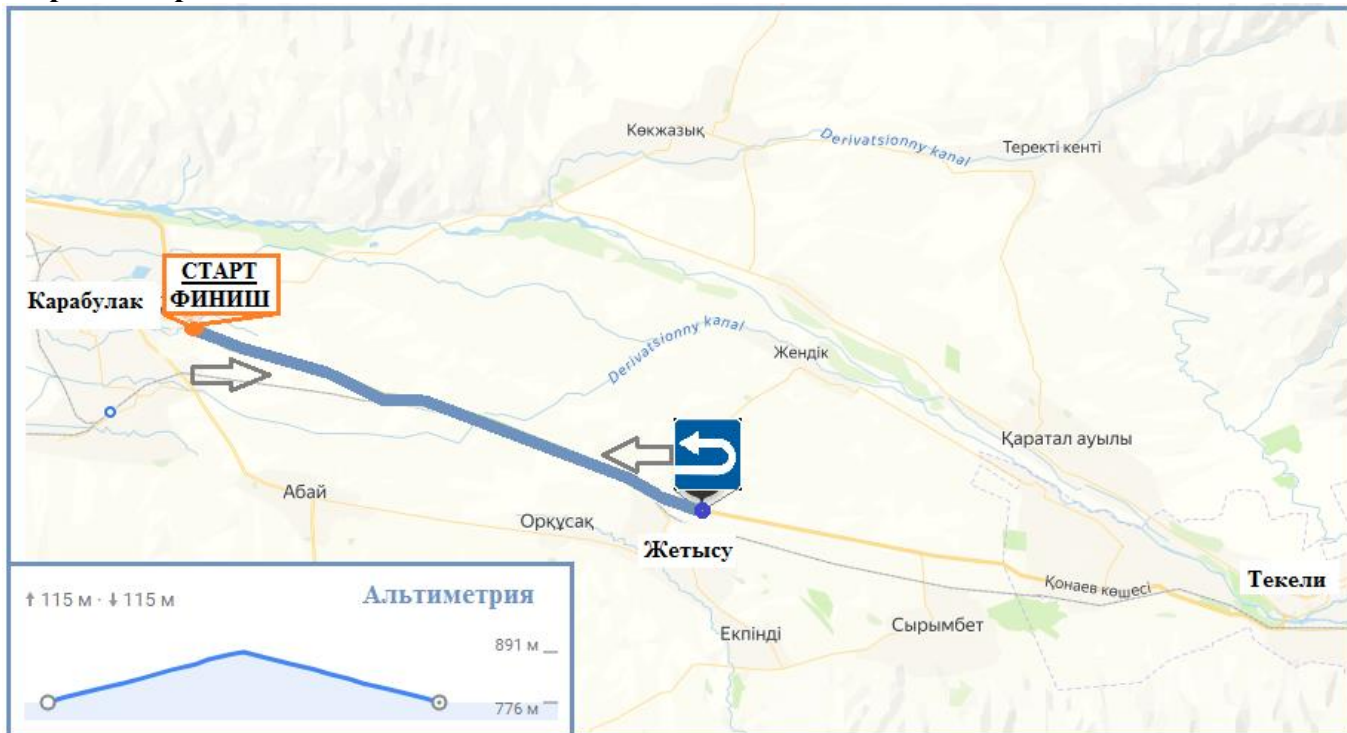 Көкжазық
Derivatsionny kanal
Теректі кенті
СТАРТ
ФИНИШ
Карабулак
Derivatsionny kanal
Жендік
Қаратал ауылы
Абай
Орқұсақ
Жетысу
Қонаев көшесі
Текели
Екпінді
Сырымбет
↑ 115 м · ↓ 115 м
Альтиметрия
891 м
776 м